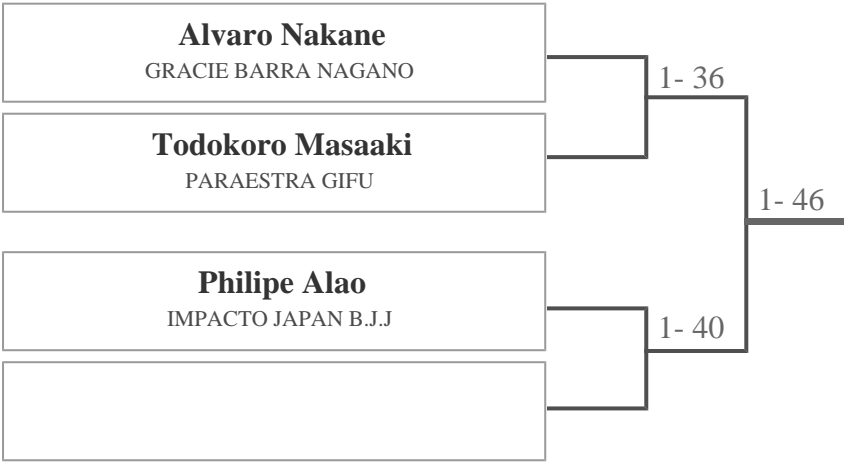 Alvaro Nakane
GRACIE BARRA NAGANO
1- 36
Todokoro Masaaki
PARAESTRA GIFU
1- 46
Philipe Alao
IMPACTO JAPAN B.J.J
1- 40